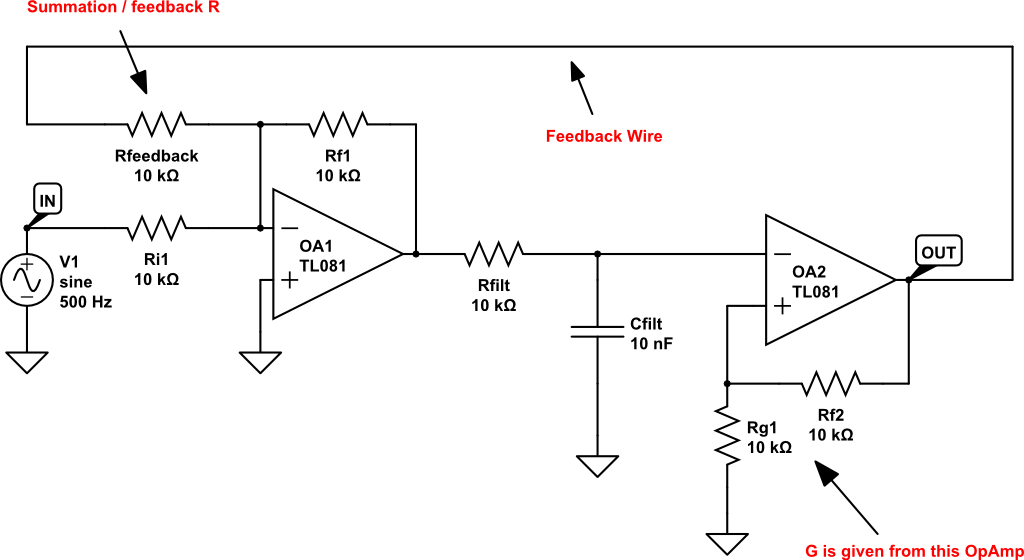 Summation / feedback R
Feedback Wire
Rfeedback
10 kΩ
Rf1
10 kΩ
IN
V1
sine
500 Hz
+
−
Ri1
10 kΩ
−
+
OA1
TL081
Rfilt
10 kΩ
Cfilt
10 nF
−
+
OA2
TL081
OUT
Rf2
10 kΩ
Rg1
10 kΩ
G is given from this OpAmp